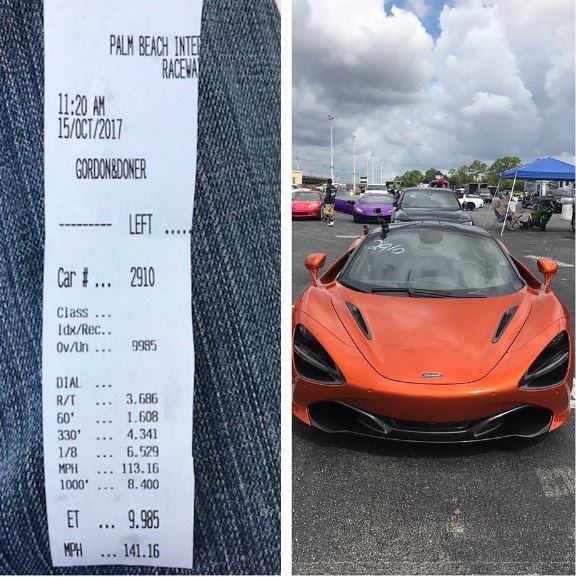 PALM BEACH INTE
RACEWA
11:20 AM
15/OCT/2017
GORDON&DONER
--------- LEFT .....
Car # ... 2910
Class ...
Idx/Rec..
Ov/Un ... 9985
DIAL ...
R/T ... 3.686
60' ... 1.608
330' ... 4.341
1/8 ... 6.529
MPH ... 113.16
1000' ... 8.400
ET ... 9.985
MPH ... 141.16
2910